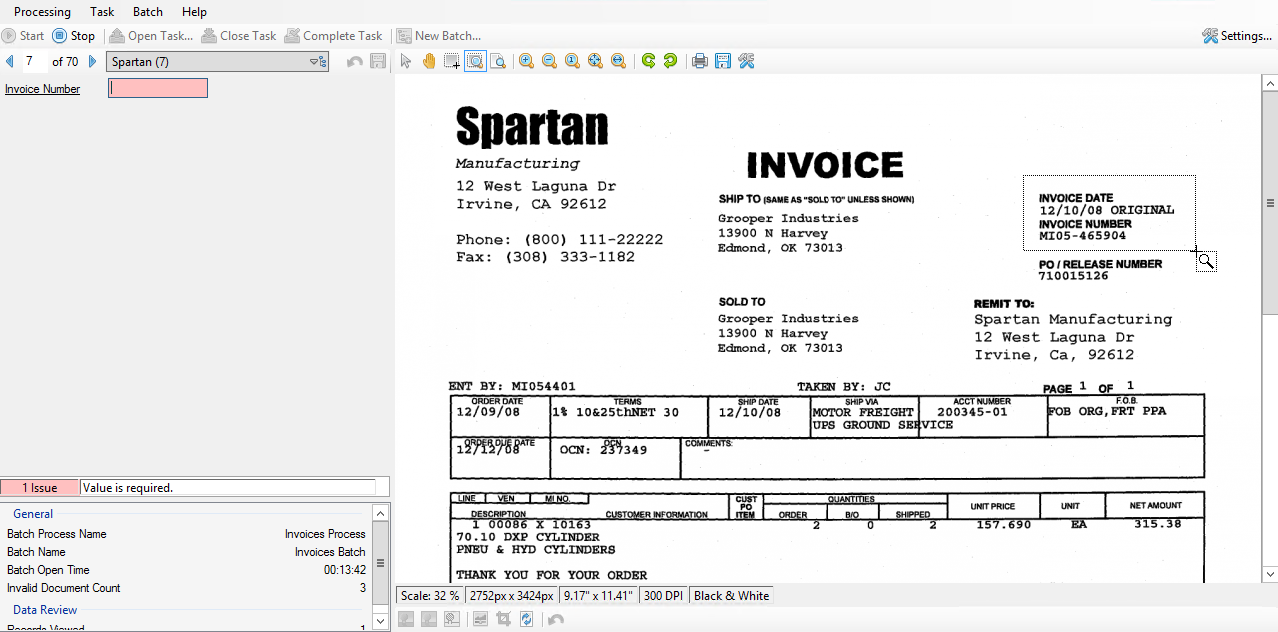 Processing Task Batch Help
Start Stop Open Task... Close Task Complete Task New Batch... Settings...
7 of 70 Spartan (7)
Invoice Number
Spartan
Manufacturing
12 West Laguna Dr
Irvine, CA 92612
Phone: (800) 111-22222
Fax: (308) 333-1182
INVOICE
SHIP TO (SAME AS "SOLD TO" UNLESS SHOWN)
Grooper Industries
13900 N Harvey
Edmond, OK 73013
INVOICE DATE
12/10/08 ORIGINAL
INVOICE NUMBER
MI05-465904
PO / RELEASE NUMBER
710015126
SOLD TO
Grooper Industries
13900 N Harvey
Edmond, OK 73013
REMIT TO:
Spartan Manufacturing
12 West Laguna Dr
Irvine, Ca, 92612
ENT BY: MI054401 TAKEN BY: JC PAGE 1 OF 1
ORDER DATE TERMS SHIP DATE SHIP VIA ACCT NUMBER F.O.B.
12/09/08 1% 10&25thNET 30 12/10/08 MOTOR FREIGHT 200345-01 FOB ORG,FRT PPA
UPS GROUND SERVICE
ORDER DUE DATE OCN COMMENTS:
12/12/08 OCN: 237349
LINE VEN MI NO. CUST PO ITEM QUANTITIES UNIT PRICE UNIT NET AMOUNT
DESCRIPTION CUSTOMER INFORMATION ORDER B/O SHIPPED
1 00086 X 10163 2 0 2 157.690 EA 315.38
70.10 DXP CYLINDER
PNEU & HYD CYLINDERS
THANK YOU FOR YOUR ORDER
1 Issue Value is required.
General
Batch Process Name Invoices Process
Batch Name Invoices Batch
Batch Open Time 00:13:42
Invalid Document Count 3
Data Review
Records Viewed 1
Scale: 32 % 2752px x 3424px 9.17" x 11.41" 300 DPI Black & White